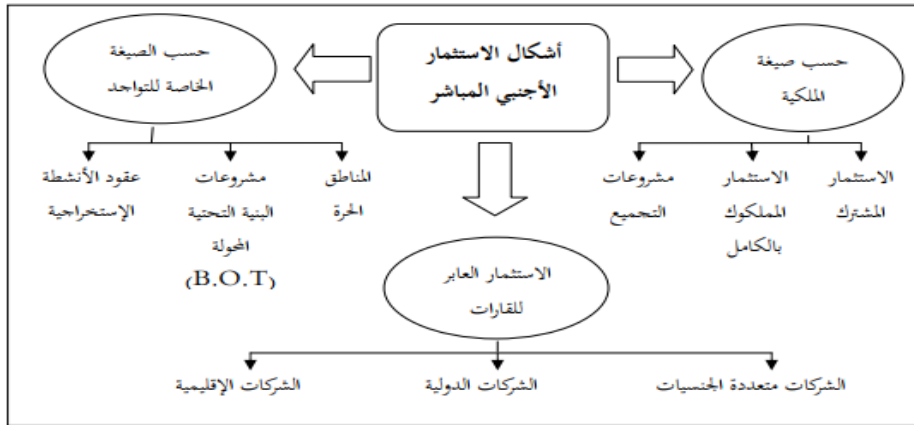 أشكال الاستثمار
الأجنبي المباشر
حسب صيغة
الملكية
الاستثمار
المشترك
الاستثمار
المملكوك
بالكامل
مشروعات
التجميع
حسب الصيغة
الخاصة للتواجد
المناطق
الحرة
مشروعات
البنية التحتية
المحولة
(B.O.T)
عقود الأنشطة
الإستخراجية
الاستثمار العابر
للقارات
الشركات متعددة الجنسيات
الشركات الدولية
الشركات الإقليمية